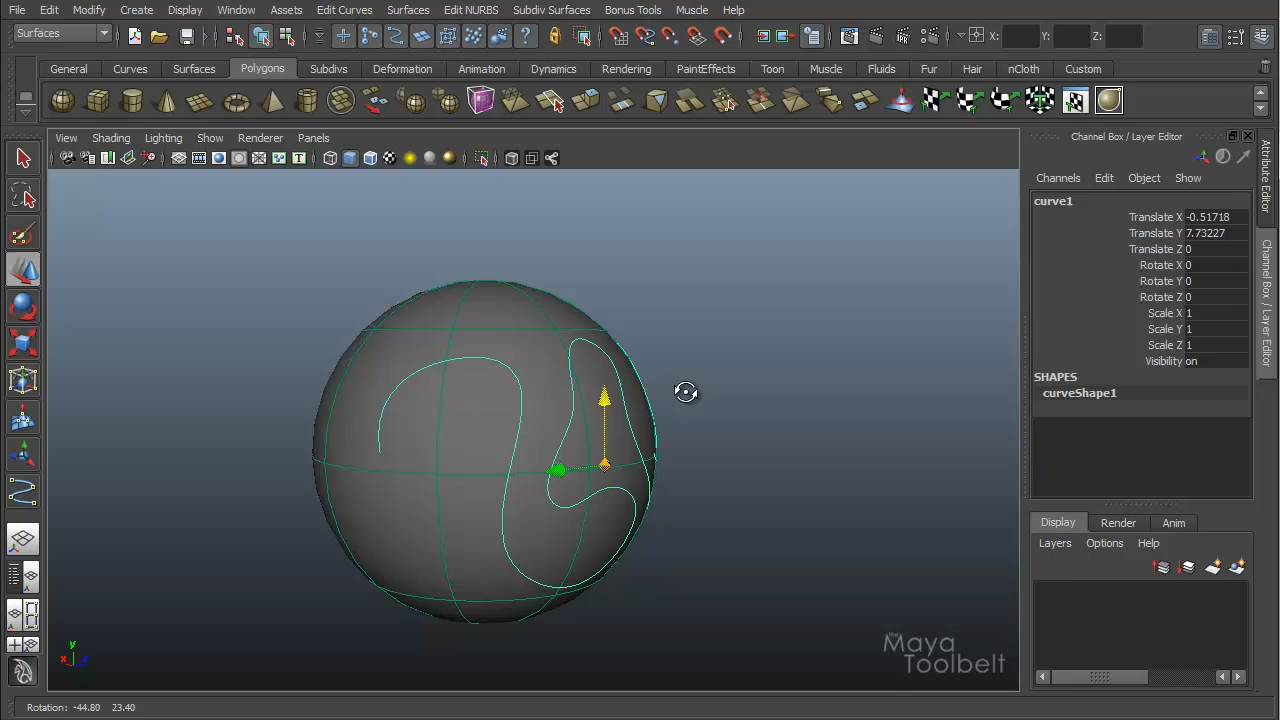 File Edit Modify Create Display Window Assets Edit Curves Surfaces Edit NURBS Subdiv Surfaces Bonus Tools Muscle Help
Surfaces X: Y: Z:
General Curves Surfaces Polygons Subdivs Deformation Animation Dynamics Rendering PaintEffects Toon Muscle Fluids Fur Hair nCloth Custom
View Shading Lighting Show Renderer Panels
Channel Box / Layer Editor
Channels Edit Object Show
curve1
Translate X -0.51718
Translate Y 7.73227
Translate Z 0
Rotate X 0
Rotate Y 0
Rotate Z 0
Scale X 1
Scale Y 1
Scale Z 1
Visibility on
SHAPES
curveShape1
Attribute Editor
Channel Box / Layer Editor
Display Render Anim
Layers Options Help
y
x z
the
Maya
Toolbelt
Rotation: -44.80 23.40